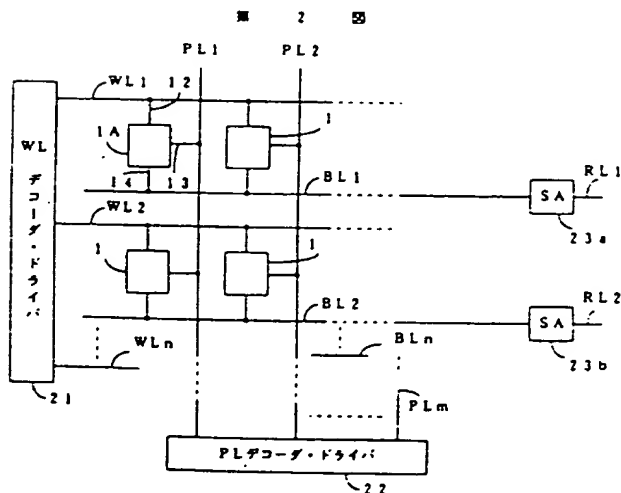 第 2 図
PL1 PL2
WL1 12
1A 1
13
14 BL1 RL1
SA
WL2 23a
WL デコーダ・ドライバ
1 1
BL2 RL2
SA
WLn BLn 23b
21 PLm
PLデコーダ・ドライバ
22